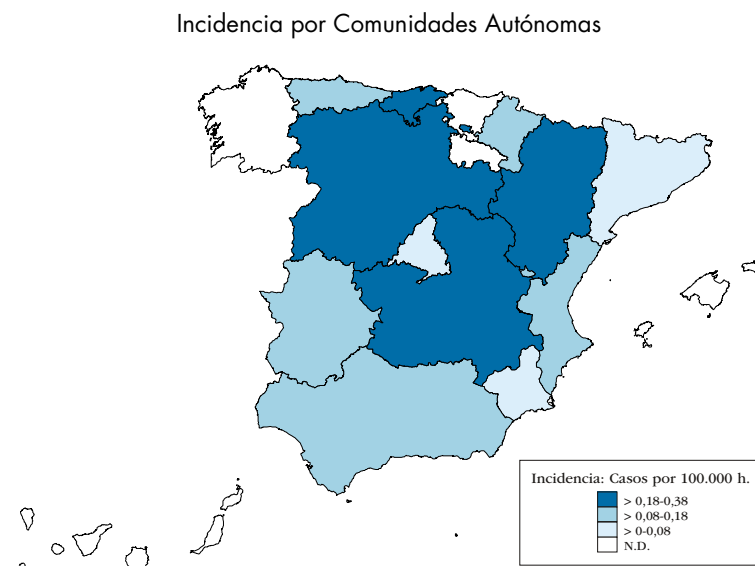 Incidencia por Comunidades Autónomas
Incidencia: Casos por 100.000 h.
> 0,18-0,38
> 0,08-0,18
> 0-0,08
N.D.